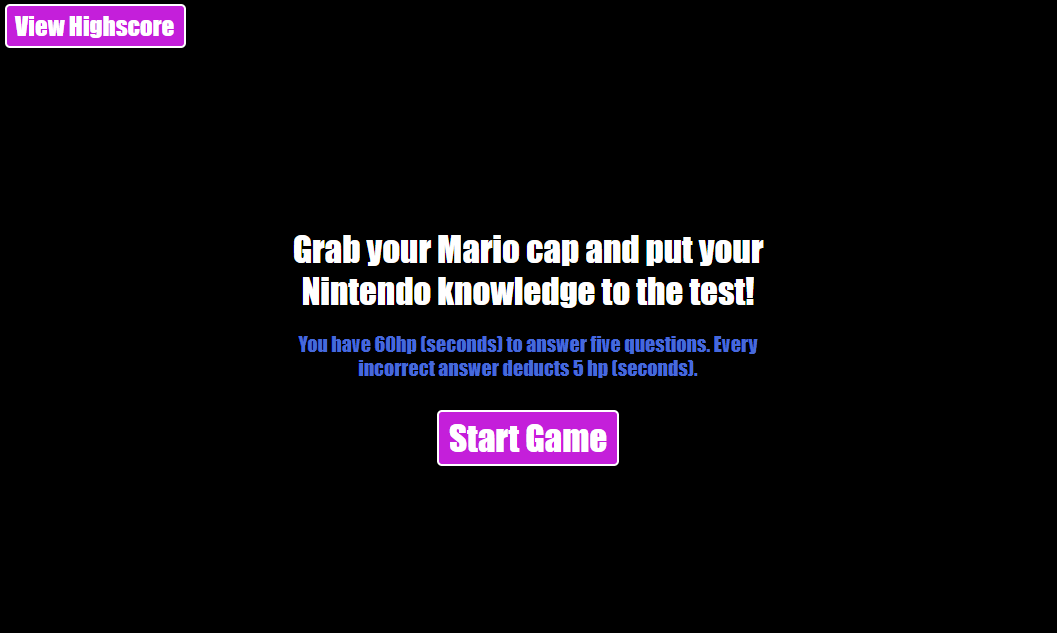 View Highscore
Grab your Mario cap and put your
Nintendo knowledge to the test!
You have 60hp (seconds) to answer five questions. Every
incorrect answer deducts 5 hp (seconds).
Start Game